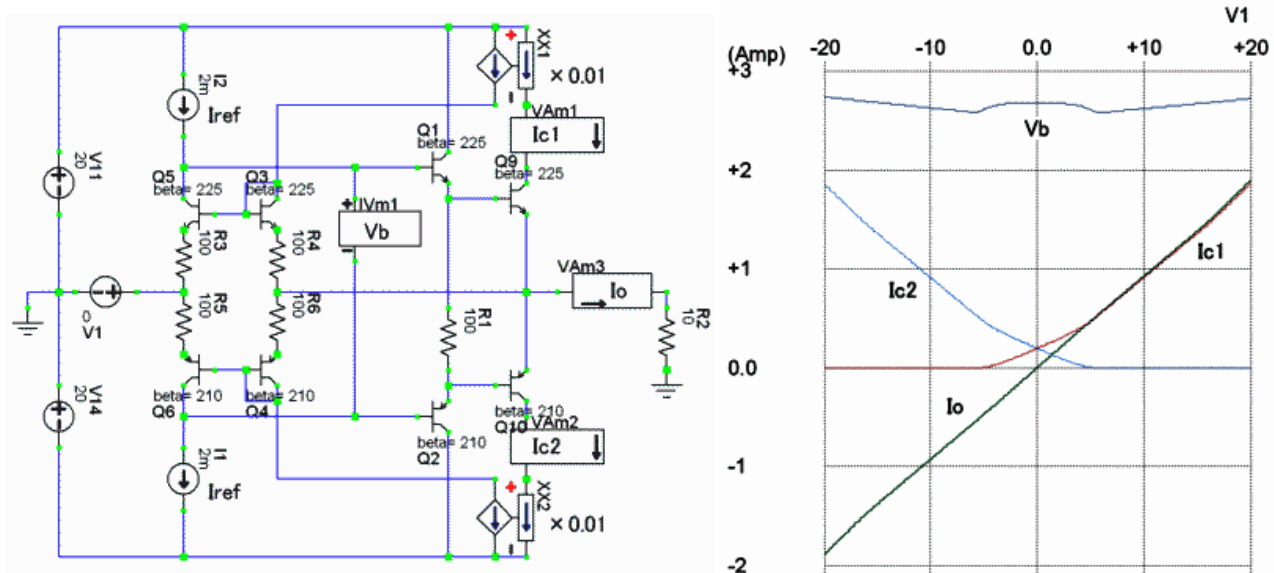 I2
2m
Iref
XX1
× 0.01
VAm1
Ic1
Q1
beta= 225
Q9
beta= 225
V11
20
Q5
beta= 225
Q3
beta= 225
IVm1
Vb
R3
100
R4
100
VAm3
Io
0
V1
R5
100
R6
100
R1
100
R2
10
V14
20
beta= 210
Q6
beta= 210
Q4
beta= 210
Q2
beta= 210
Q10
VAm2
Ic2
I1
2m
Iref
XX2
× 0.01
V1
(Amp)
-20
-10
0.0
+10
+20
+3
Vb
+2
Ic1
+1
Ic2
0.0
Io
-1
-2